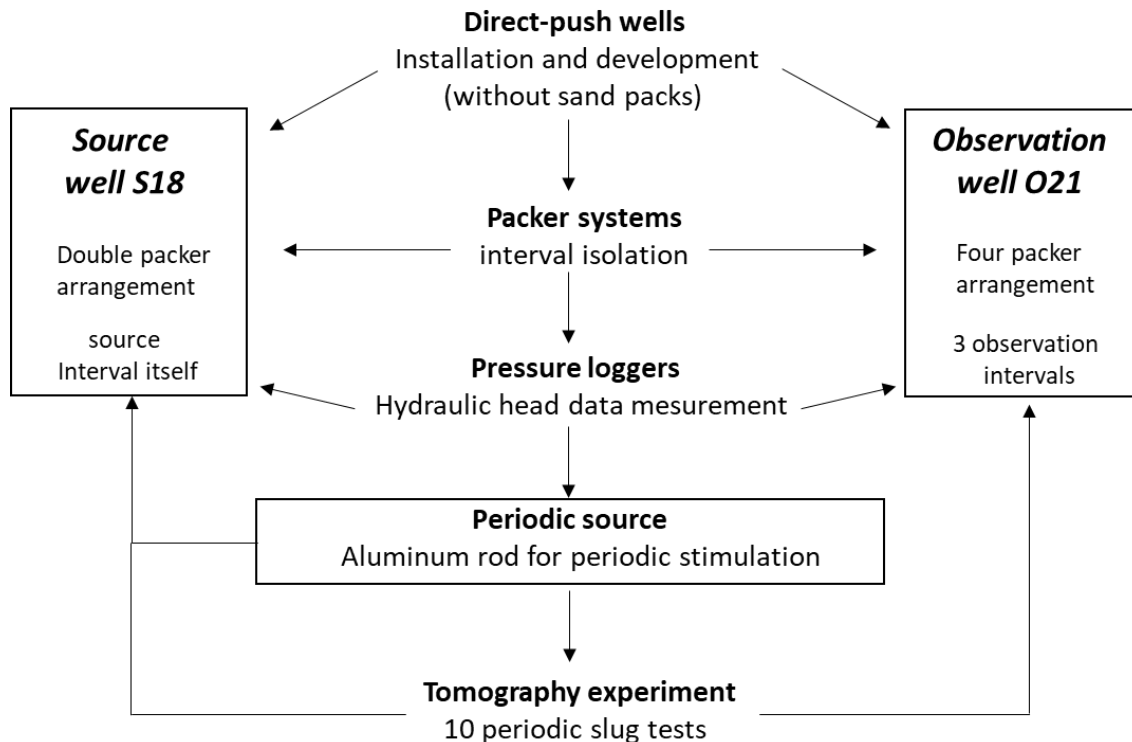 Direct-push wells
Installation and development
(without sand packs)
Source
well S18
Double packer
arrangement
source
Interval itself
Observation
well O21
Four packer
arrangement
3 observation
intervals
Packer systems
interval isolation
Pressure loggers
Hydraulic head data mesurement
Periodic source
Aluminum rod for periodic stimulation
Tomography experiment
10 periodic slug tests